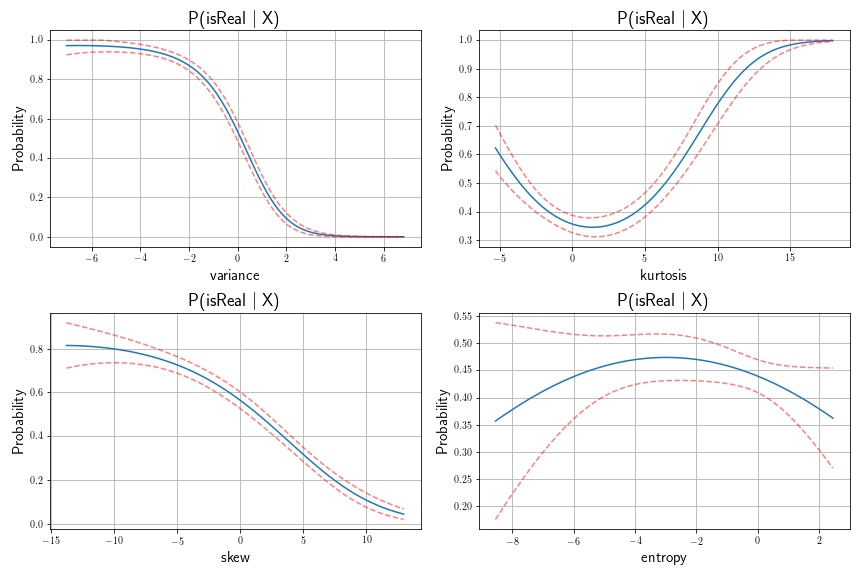 P(isReal | X)
Probability
1.0
0.8
0.6
0.4
0.2
0.0
−6 −4 −2 0 2 4 6
variance
P(isReal | X)
Probability
1.0
0.9
0.8
0.7
0.6
0.5
0.4
0.3
−5 0 5 10 15
kurtosis
P(isReal | X)
Probability
0.8
0.6
0.4
0.2
0.0
−15 −10 −5 0 5 10
skew
P(isReal | X)
Probability
0.55
0.50
0.45
0.40
0.35
0.30
0.25
0.20
−8 −6 −4 −2 0 2
entropy